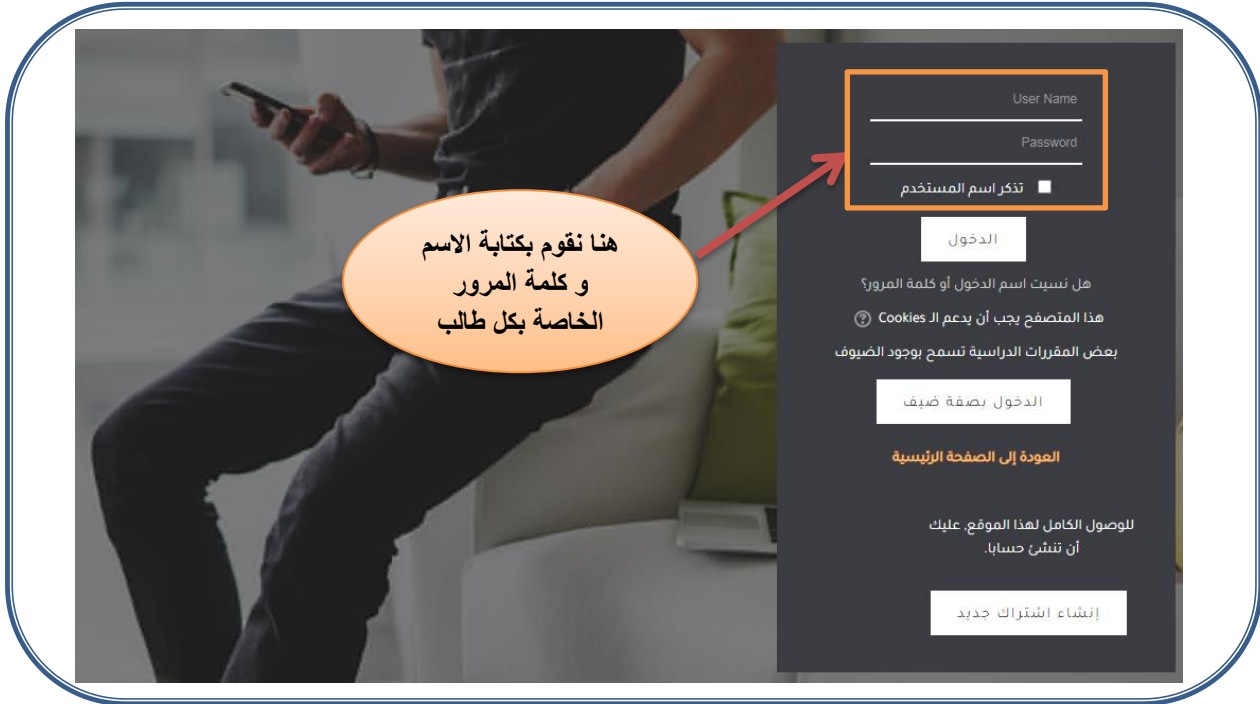 User Name
Password
تذكر اسم المستخدم
الدخول
هل نسيت اسم الدخول أو كلمة المرور؟
هذا المتصفح يجب أن يدعم الـ Cookies
بعض المقررات الدراسية تسمح بوجود الضيوف
الدخول بصفة ضيف
العودة إلى الصفحة الرئيسية
للوصول الكامل لهذا الموقع، عليك
أن تنشئ حسابا.
إنشاء اشتراك جديد
هنا نقوم بكتابة الاسم
و كلمة المرور
الخاصة بكل طالب